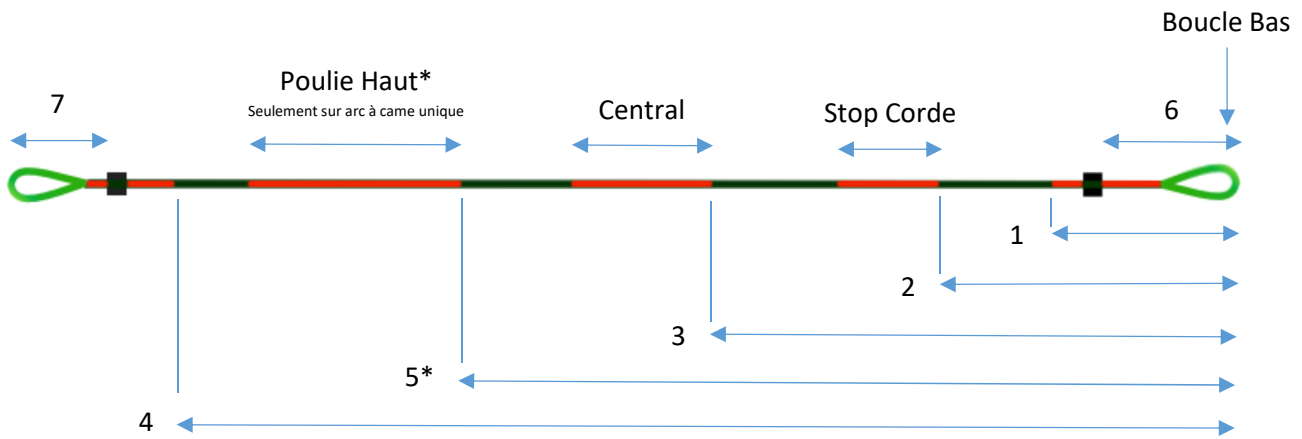 Boucle Bas
Poulie Haut*
Seulement sur arc à came unique
7
Central
Stop Corde
6
1
2
3
5*
4